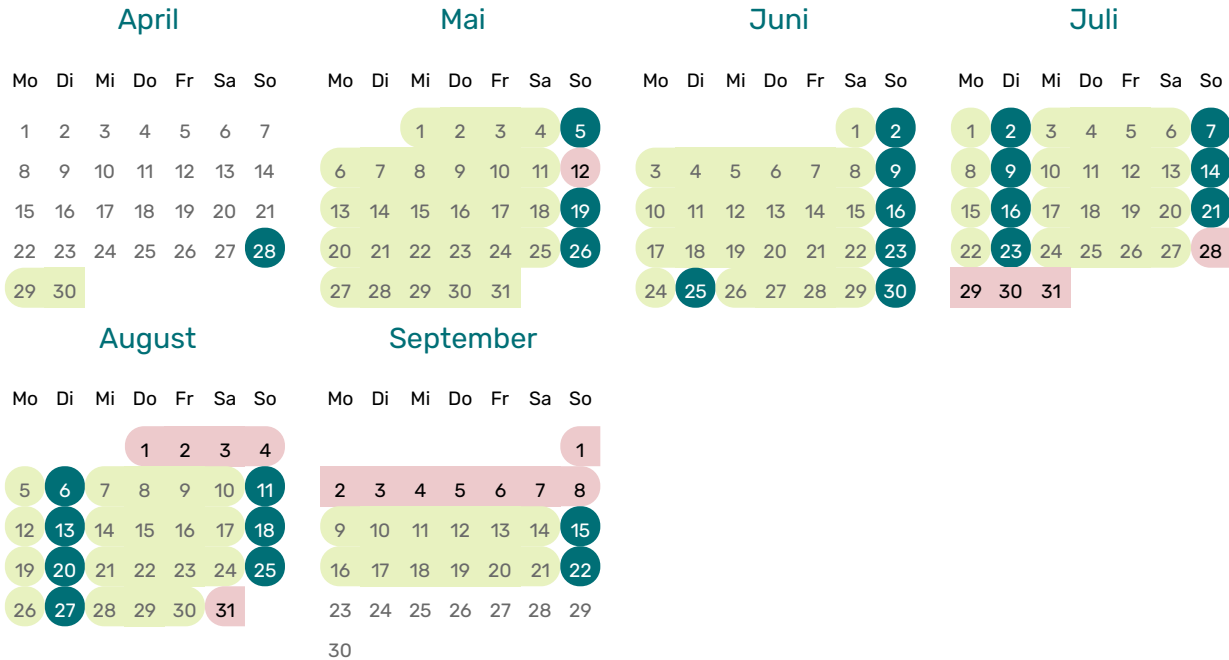 April Mai Juni Juli
Mo Di Mi Do Fr Sa So Mo Di Mi Do Fr Sa So Mo Di Mi Do Fr Sa So Mo Di Mi Do Fr Sa So
1 2 3 4 5 6 7 1 2 3 4 5 1 2 1 2 3 4 5 6 7
8 9 10 11 12 13 14 6 7 8 9 10 11 12 3 4 5 6 7 8 9 8 9 10 11 12 13 14
15 16 17 18 19 20 21 13 14 15 16 17 18 19 10 11 12 13 14 15 16 15 16 17 18 19 20 21
22 23 24 25 26 27 28 20 21 22 23 24 25 26 17 18 19 20 21 22 23 22 23 24 25 26 27 28
29 30 27 28 29 30 31 24 25 26 27 28 29 30 29 30 31
August September
Mo Di Mi Do Fr Sa So Mo Di Mi Do Fr Sa So
1 2 3 4 1
5 6 7 8 9 10 11 2 3 4 5 6 7 8
12 13 14 15 16 17 18 9 10 11 12 13 14 15
19 20 21 22 23 24 25 16 17 18 19 20 21 22
26 27 28 29 30 31 23 24 25 26 27 28 29
30